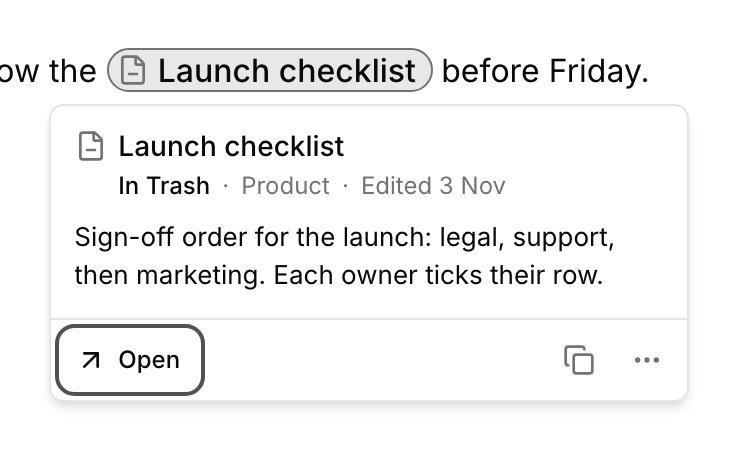 ow the Launch checklist before Friday.
Launch checklist
In Trash · Product · Edited 3 Nov
Sign-off order for the launch: legal, support,
then marketing. Each owner ticks their row.
Open